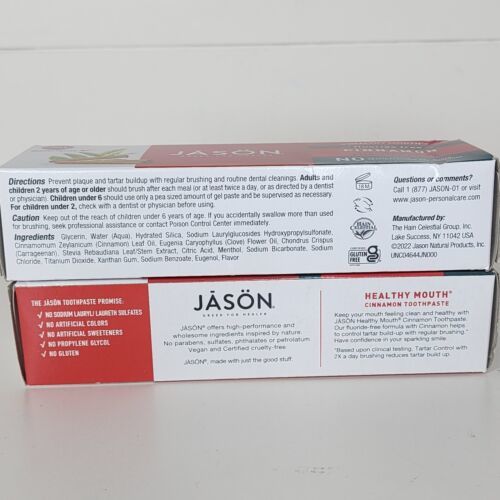 JĀSÖN
CINNAMON
NO
Directions Prevent plaque and tartar buildup with regular brushing and routine dental cleanings. Adults and
children 2 years of age or older should brush after each meal (or at least twice a day, or as directed by a dentist
or physician). Children under 6 should use only a pea sized amount of gel paste and be supervised as necessary.
For children under 2, check with a dentist or physician before using.
Caution Keep out of the reach of children under 6 years of age. If you accidentally swallow more than used
for brushing, seek professional assistance or contact Poison Control Center immediately.
Ingredients Glycerin, Water (Aqua), Hydrated Silica, Sodium Laurylglucosides Hydroxypropylsulfonate,
Cinnamomum Zeylanicum (Cinnamon) Leaf Oil, Eugenia Caryophyllus (Clove) Flower Oil, Chondrus Crispus
(Carrageenan), Stevia Rebaudiana Leaf/Stem Extract, Citric Acid, Menthol, Sodium Bicarbonate, Sodium
Chloride, Titanium Dioxide, Xanthan Gum, Sodium Benzoate, Eugenol, Flavor
18 M
HAIN
CELESTIAL
GLUTEN
FREE
Questions or comments?
Call 1 (877) JASON-01 or visit
www.jason-personalcare.com
Manufactured by:
The Hain Celestial Group, Inc.
Lake Success, NY 11042 USA
©2022 Jason Natural Products, Inc.
UNC04644JN000
THE JĀSÖN TOOTHPASTE PROMISE:
✓ NO SODIUM LAURYL/ LAURETH SULFATES
✓ NO ARTIFICIAL COLORS
✓ NO ARTIFICIAL SWEETENERS
✓ NO PROPYLENE GLYCOL
✓ NO GLUTEN
JĀSÖN
GREEK FOR HEALTH
JĀSÖN® offers high-performance and
wholesome ingredients inspired by nature.
No parabens, sulfates, phthalates or petrolatum.
Vegan and Certified cruelty-free.
JĀSÖN®, made with just the good stuff.
HEALTHY MOUTH®
CINNAMON TOOTHPASTE
Keep your mouth feeling clean and healthy with
JĀSÖN Healthy Mouth® Cinnamon Toothpaste.
Our fluoride-free formula with Cinnamon helps
to control tartar build-up with regular brushing.*
Have confidence in your sparkling smile.
*Based upon clinical testing, Tartar Control with
2X a day brushing reduces tartar build up.